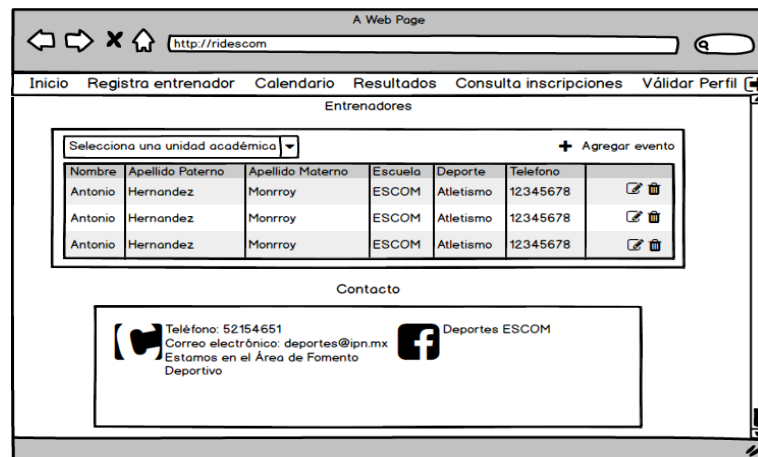 A Web Page
http://ridescom
Inicio Registra entrenador Calendario Resultados Consulta inscripciones Válidar Perfil
Entrenadores
Selecciona una unidad académica Agregar evento
Nombre Apellido Paterno Apellido Materno Escuela Deporte Telefono
Antonio Hernandez Monrroy ESCOM Atletismo 12345678
Antonio Hernandez Monrroy ESCOM Atletismo 12345678
Antonio Hernandez Monrroy ESCOM Atletismo 12345678
Contacto
Teléfono: 52154651 Deportes ESCOM
Correo electrónico: deportes@ipn.mx
Estamos en el Área de Fomento
Deportivo